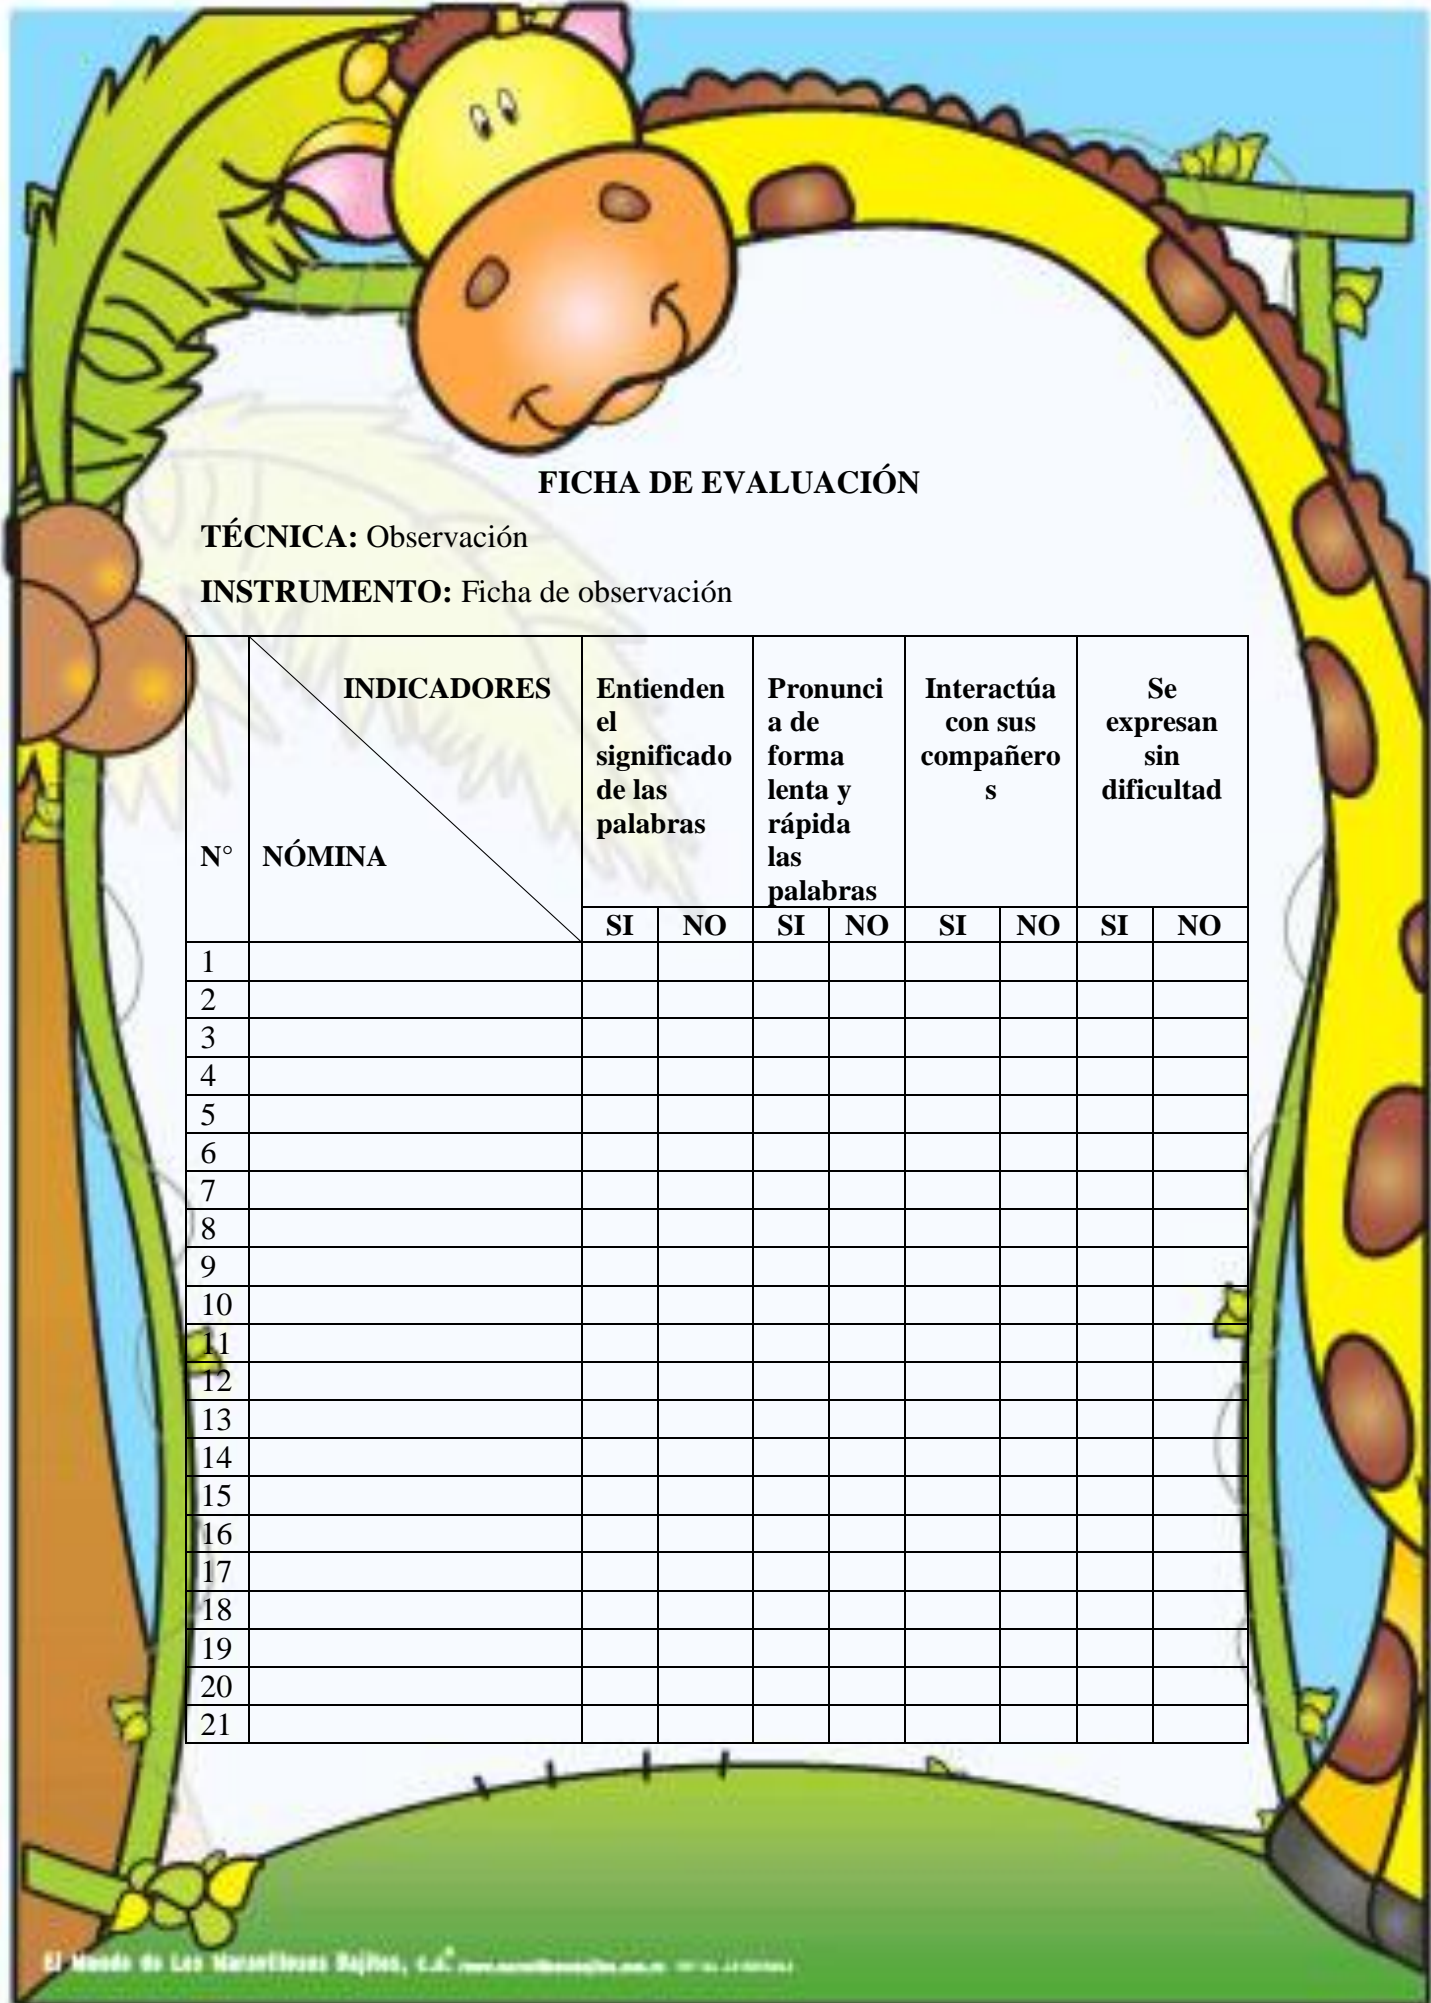 FICHA DE EVALUACIÓN
TÉCNICA: Observación
INSTRUMENTO: Ficha de observación
INDICADORES
N°
NÓMINA
Entienden
el
significado
de las
palabras
Pronunci
a de
forma
lenta y
rápida
las
palabras
Interactúa
con sus
compañero
s
Se
expresan
sin
dificultad
SI NO SI NO SI NO SI NO
1
2
3
4
5
6
7
8
9
10
11
12
13
14
15
16
17
18
19
20
21
El Mundo de Los Maravillosos Bajitos, c.a.